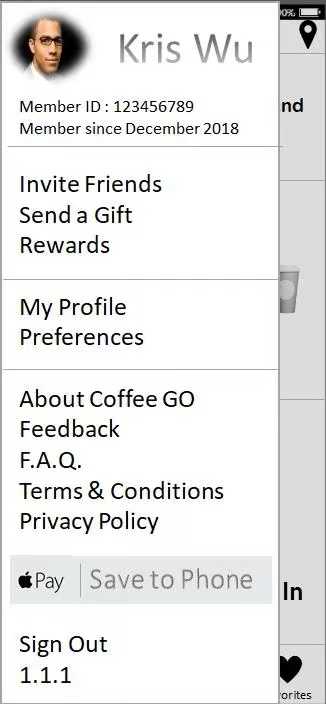 00%
Kris Wu
Member ID : 123456789
Member since December 2018
nd
Invite Friends
Send a Gift
Rewards
My Profile
Preferences
About Coffee GO
Feedback
F.A.Q.
Terms & Conditions
Privacy Policy
Pay Save to Phone
In
Sign Out
1.1.1
orites